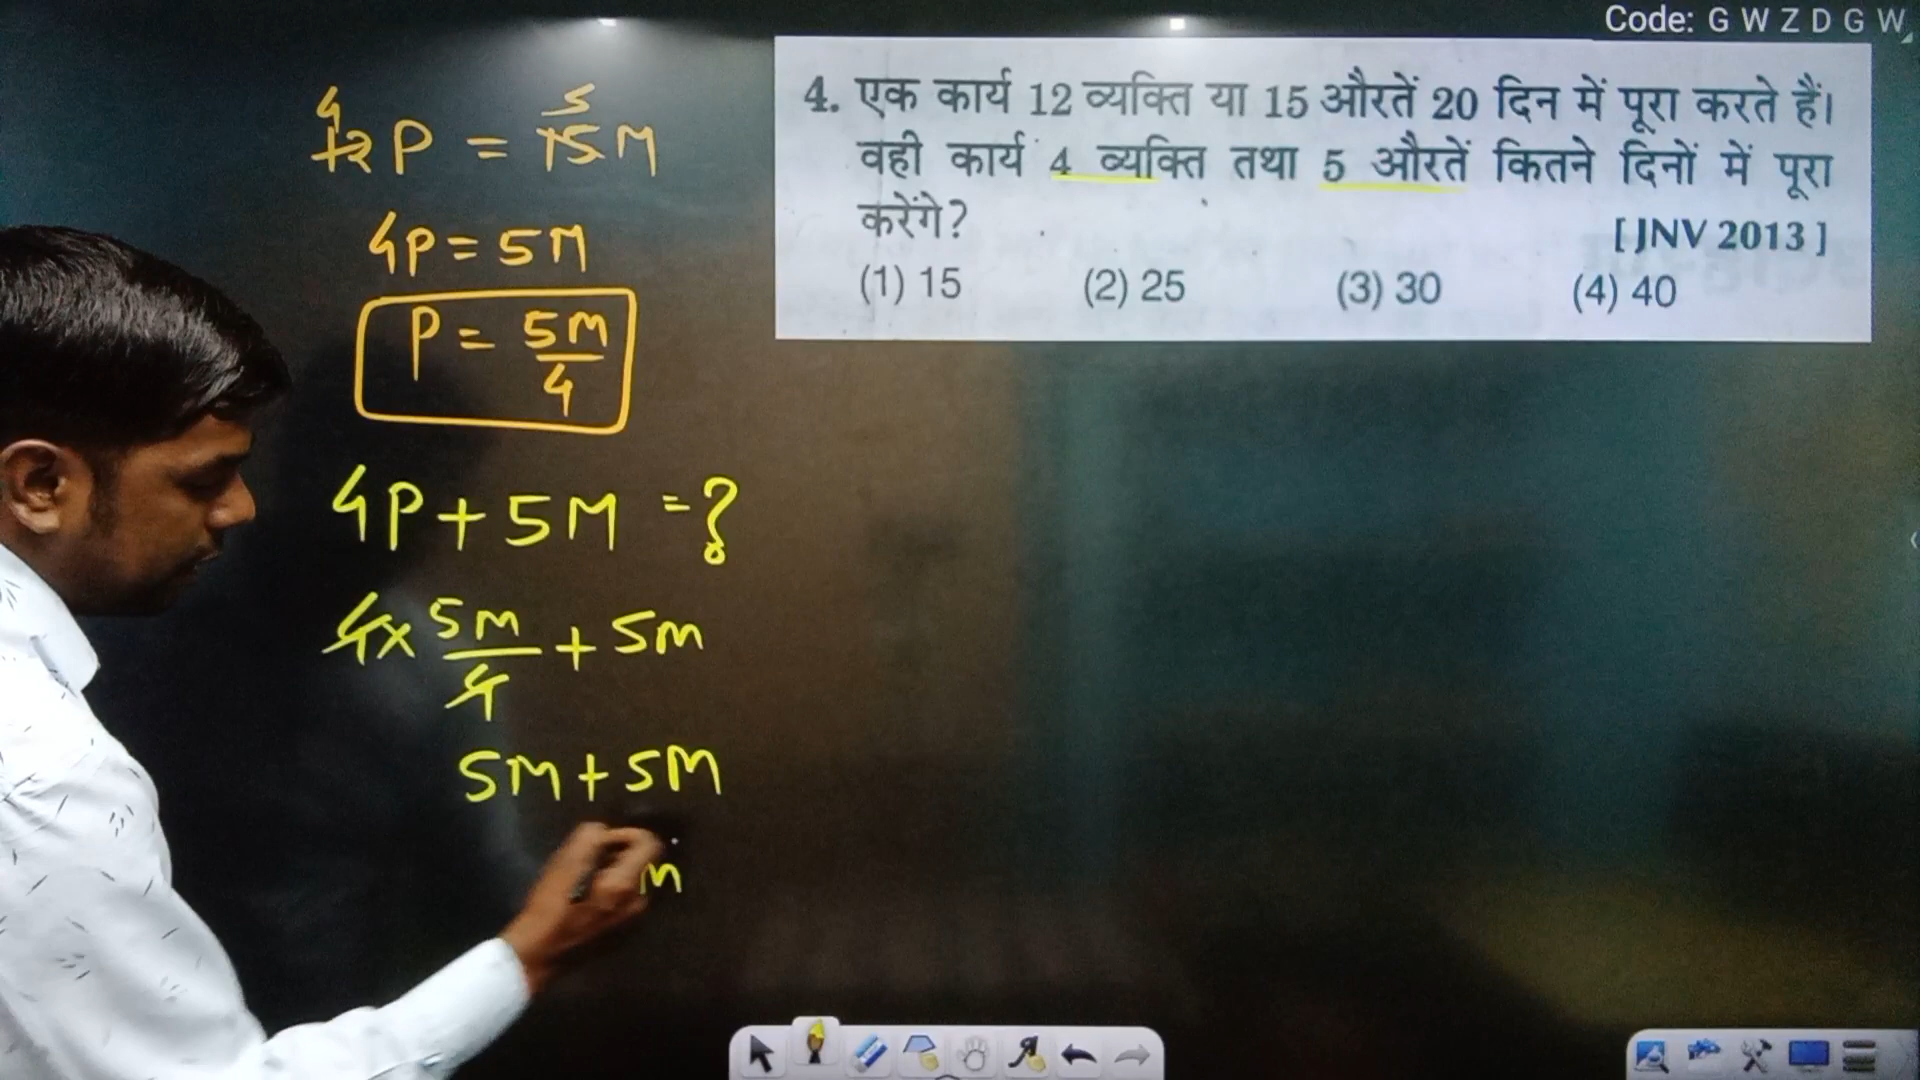 Code: G W Z D G W
4. एक कार्य 12 व्यक्ति या 15 औरतें 20 दिन में पूरा करते हैं।
वही कार्य 4 व्यक्ति तथा 5 औरतें कितने दिनों में पूरा
करेंगे?
[JNV 2013]
(1) 15 (2) 25 (3) 30 (4) 40
4 5
12 P = 15 M
4P = 5M
P = 5M/4
4P + 5M = ?
4 × 5M/4 + 5M
5M + 5M
M